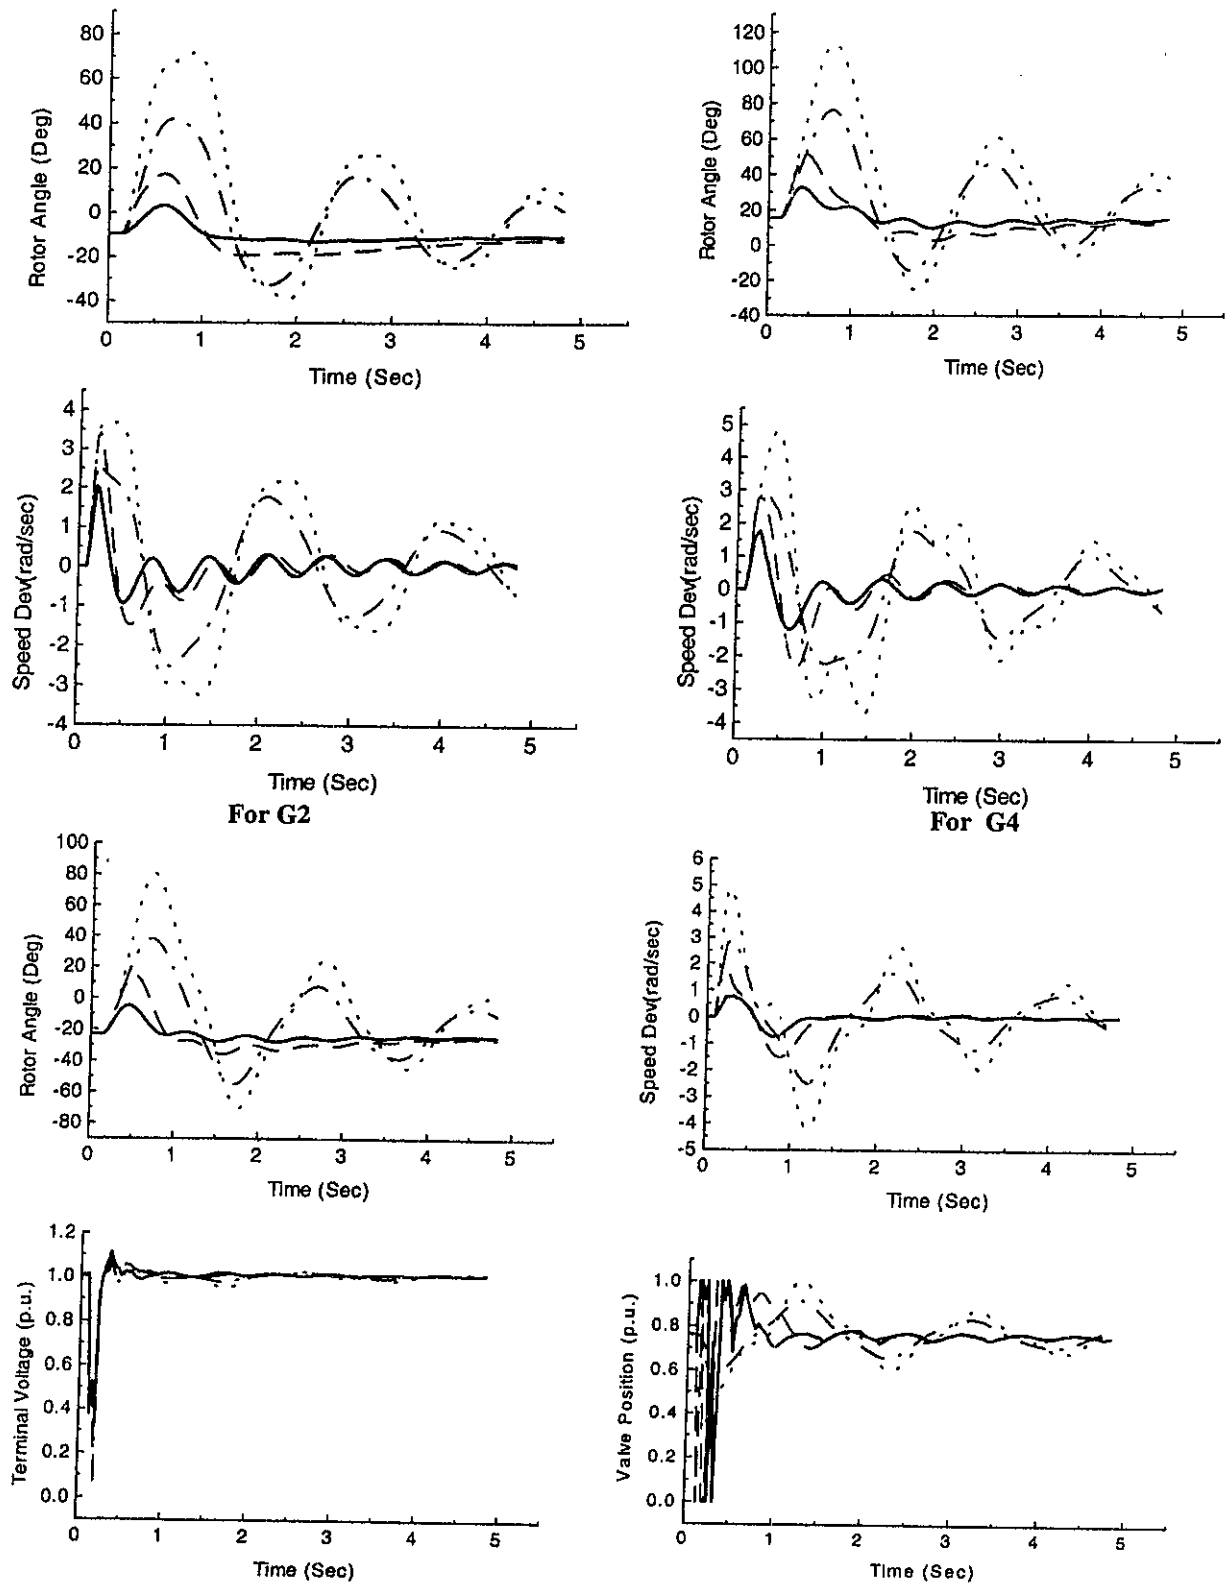 80
60
40
20
0
-20
-40
Rotor Angle (Deg)
0 1 2 3 4 5
Time (Sec)
120
100
80
60
40
20
0
-20
-40
Rotor Angle (Deg)
0 1 2 3 4 5
Time (Sec)
4
3
2
1
0
-1
-2
-3
-4
Speed Dev(rad/sec)
0 1 2 3 4 5
Time (Sec)
For G2
5
4
3
2
1
0
-1
-2
-3
-4
Speed Dev(rad/sec)
0 1 2 3 4 5
Time (Sec)
For G4
100
80
60
40
20
0
-20
-40
-60
-80
Rotor Angle (Deg)
0 1 2 3 4 5
Time (Sec)
6
5
4
3
2
1
0
-1
-2
-3
-4
-5
Speed Dev(rad/sec)
0 1 2 3 4 5
Time (Sec)
1.2
1.0
0.8
0.6
0.4
0.2
0.0
Terminal Voltage (p.u.)
0 1 2 3 4 5
Time (Sec)
1.0
0.8
0.6
0.4
0.2
0.0
Valve Position (p.u.)
0 1 2 3 4 5
Time (Sec)